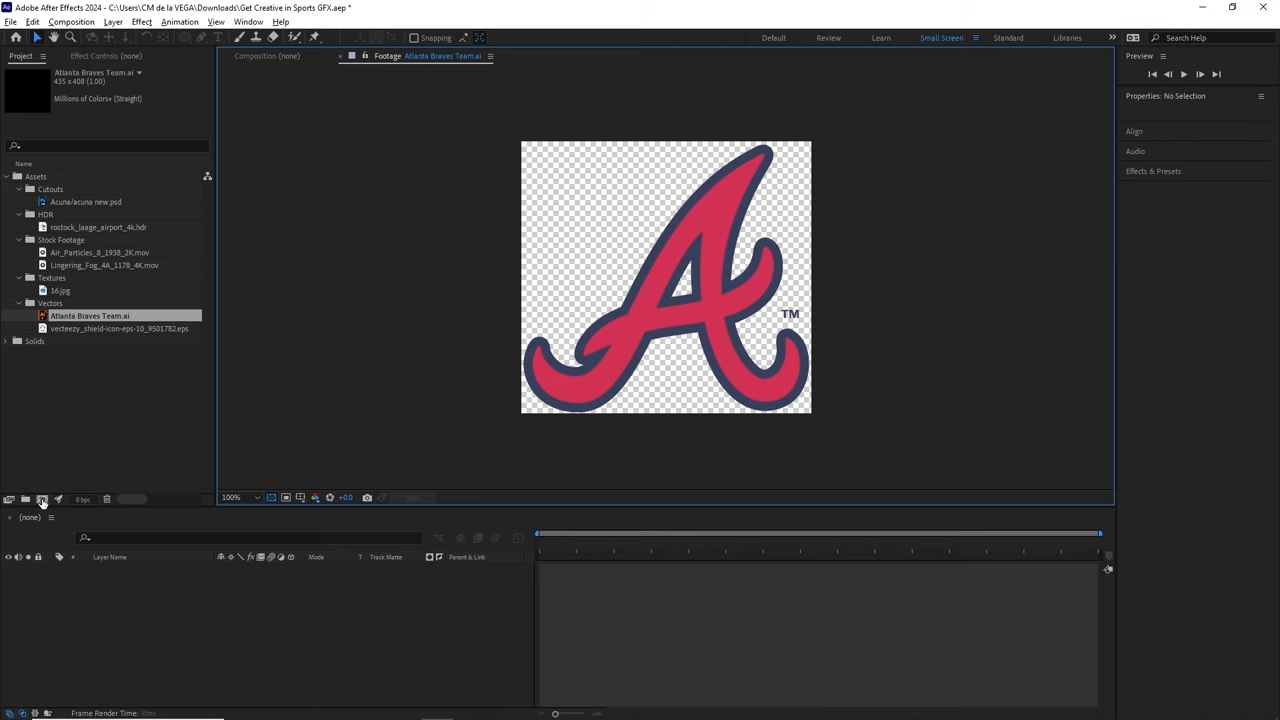 Adobe After Effects 2024 - C:\Users\CM de la VEGA\Downloads\Get Creative in Sports GFX.aep *
File Edit Composition Layer Effect Animation View Window Help
Snapping Default Review Learn Small Screen Standard Libraries Search Help
Project Effect Controls (none) Composition (none) Footage Atlanta Braves Team.ai Preview
Atlanta Braves Team.ai
435 x 408 (1.00)
Millions of Colors+ (Straight)
Properties: No Selection
Align
Audio
Effects & Presets
Name
Assets
Cutouts
Acuna/acuna new.psd
HDR
rostock_laage_airport_4k.hdr
Stock Footage
Air_Particles_8_1938_2K.mov
Lingering_Fog_4A_1178_4K.mov
Textures
16.jpg
Vectors
Atlanta Braves Team.ai
vecteezy_shield-icon-eps-10_9501782.eps
Solids
A
TM
8 bpc 100% +0.0 Still
(none)
# Layer Name Mode T Track Matte Parent & Link
Frame Render Time: 0ms